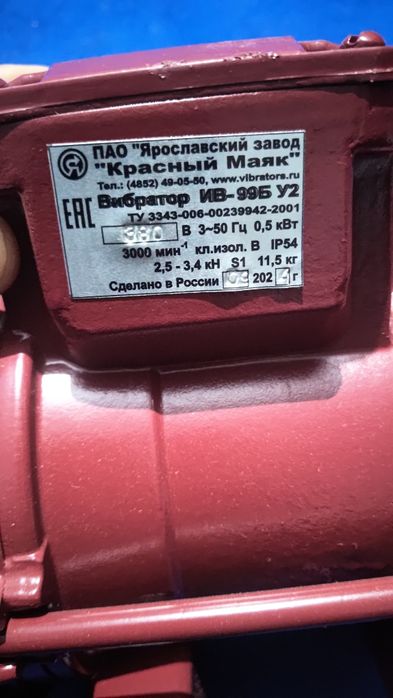 ПАО "Ярославский завод
"Красный Маяк"
Тел.: (4852) 49-05-50, www.vibrators.ru
EAC
Вибратор ИВ-99Б У2
ТУ 3343-006-00239942-2001
380 В 3~50 Гц 0,5 кВт
3000 мин⁻¹ кл.изол. В IP54
2,5 - 3,4 кН S1 11,5 кг
Сделано в России 202 г